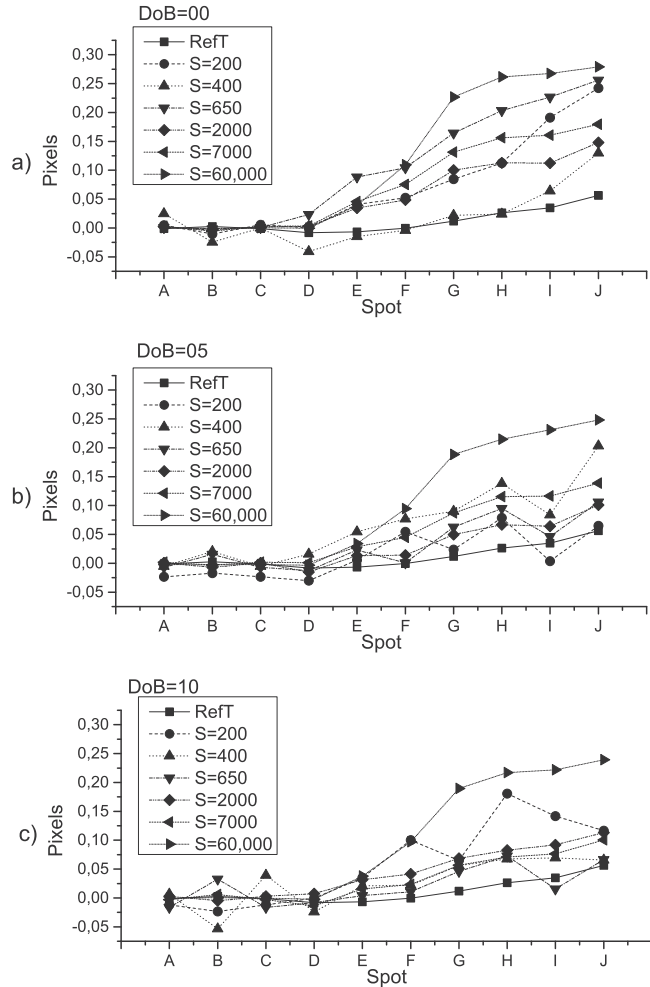 DoB=00
RefT
S=200
S=400
S=650
S=2000
S=7000
S=60,000
0,30
0,25
0,20
0,15
0,10
0,05
0,00
-0,05
Pixels
a)
A B C D E F G H I J
Spot
DoB=05
RefT
S=200
S=400
S=650
S=2000
S=7000
S=60,000
0,30
0,25
0,20
0,15
0,10
0,05
0,00
-0,05
Pixels
b)
A B C D E F G H I J
Spot
DoB=10
RefT
S=200
S=400
S=650
S=2000
S=7000
S=60,000
0,30
0,25
0,20
0,15
0,10
0,05
0,00
-0,05
Pixels
c)
A B C D E F G H I J
Spot